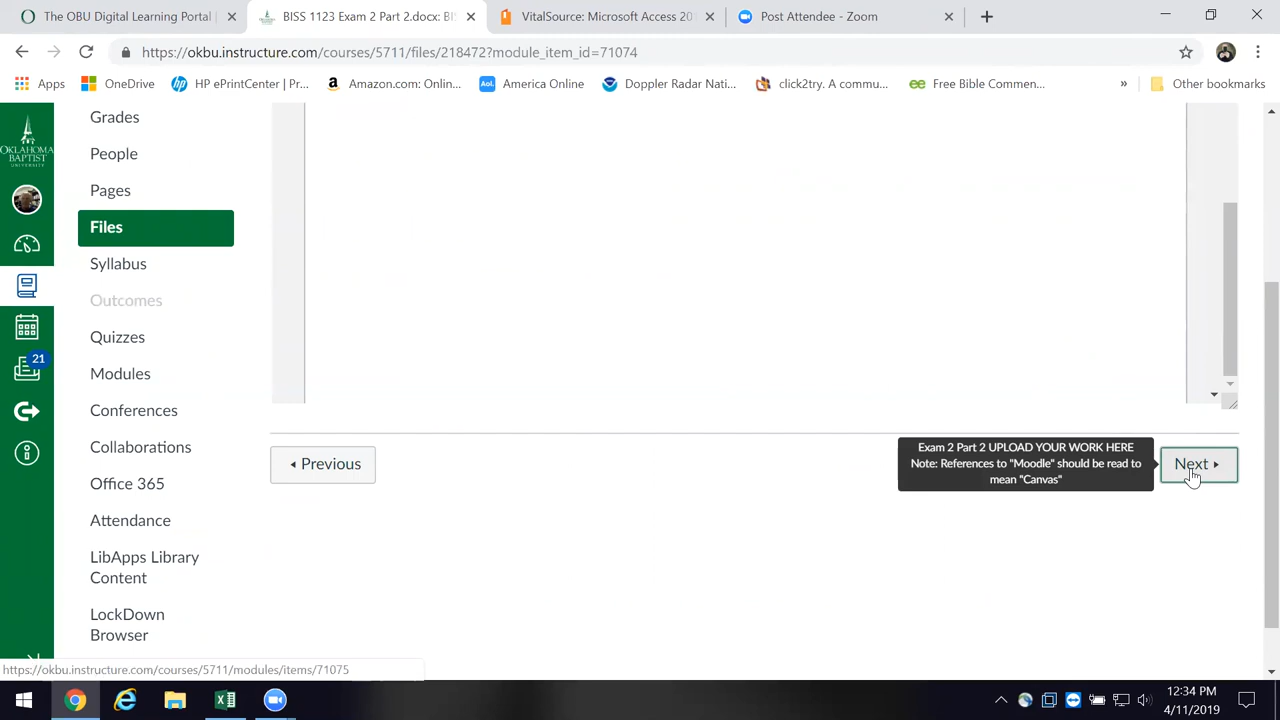 The OBU Digital Learning Portal
BISS 1123 Exam 2 Part 2.docx: BI
VitalSource: Microsoft Access 201
Post Attendee - Zoom
https://okbu.instructure.com/courses/5711/files/218472?module_item_id=71074
Apps
OneDrive
HP ePrintCenter | Pr...
Amazon.com: Onlin...
America Online
Doppler Radar Nati...
click2try. A commu...
Free Bible Commen...
»
Other bookmarks
OKLAHOMA
BAPTIST
UNIVERSITY
21
Grades
People
Pages
Files
Syllabus
Outcomes
Quizzes
Modules
Conferences
Collaborations
Office 365
Attendance
LibApps Library
Content
LockDown
Browser
Previous
Exam 2 Part 2 UPLOAD YOUR WORK HERE
Note: References to "Moodle" should be read to
mean "Canvas"
Next
https://okbu.instructure.com/courses/5711/modules/items/71075
12:34 PM
4/11/2019